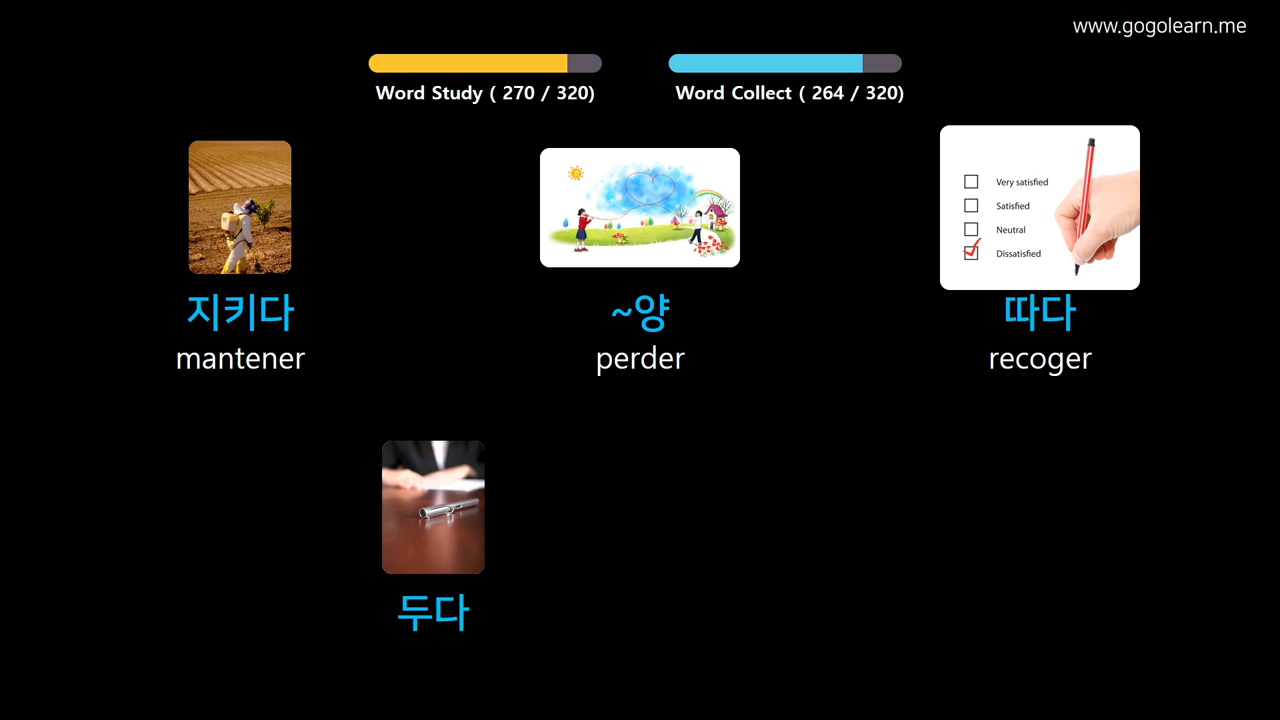 www.gogolearn.me
Word Study ( 270 / 320)
Word Collect ( 264 / 320)
Very satisfied
Satisfied
Neutral
Dissatisfied
지키다
~양
따다
mantener
perder
recoger
두다